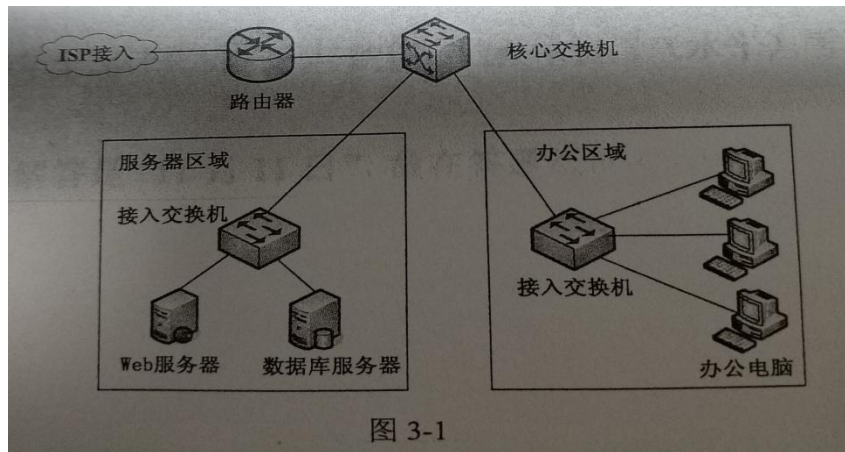 ISP接入
路由器
核心交换机
服务器区域
接入交换机
Web服务器
数据库服务器
办公区域
接入交换机
办公电脑
图 3-1